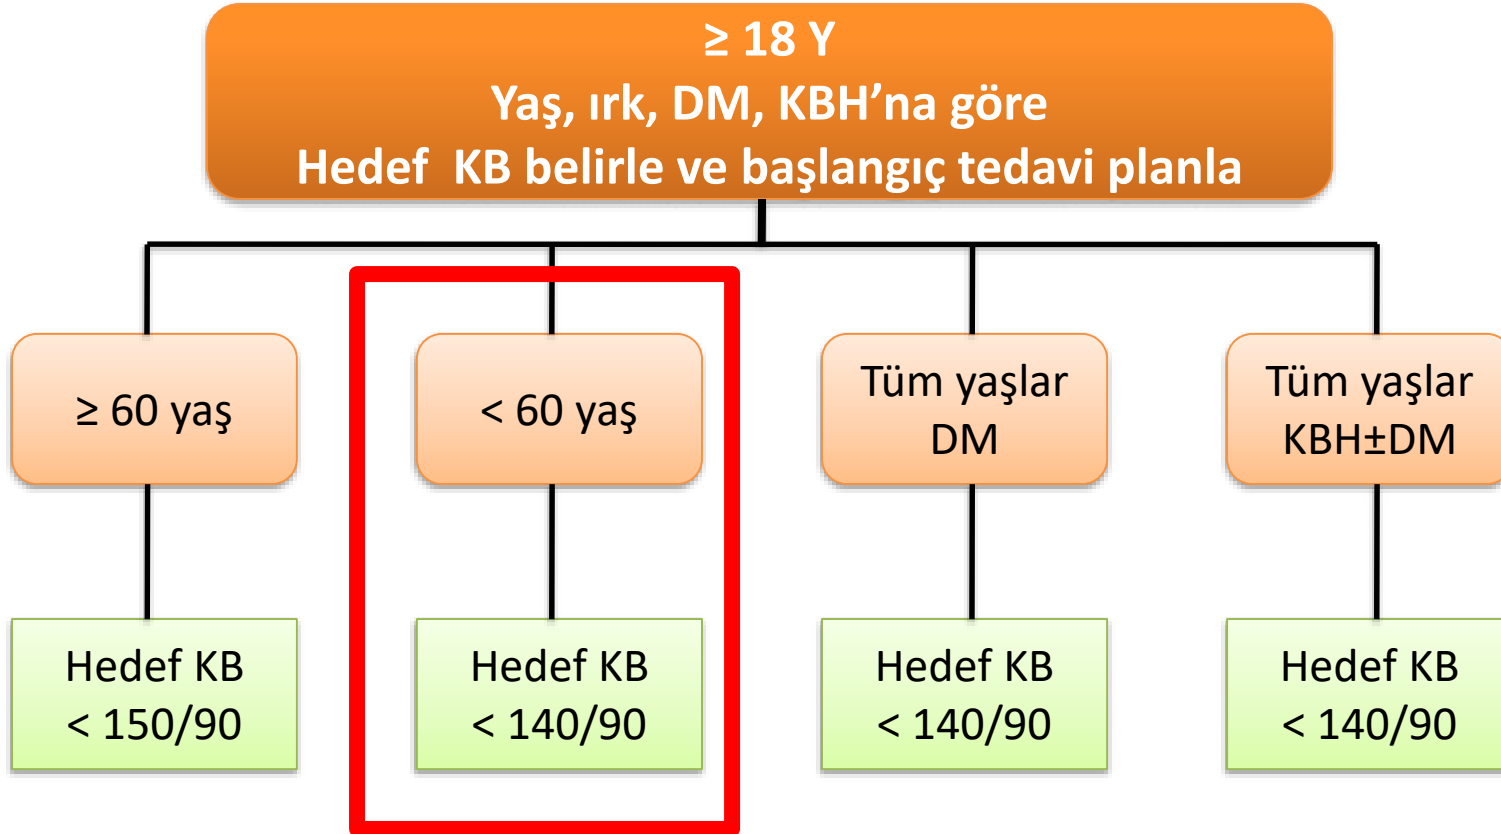 ≥ 18 Y
Yaş, ırk, DM, KBH’na göre
Hedef  KB belirle ve başlangıç tedavi planla
≥ 60 yaş
< 60 yaş
Tüm yaşlar
DM
Tüm yaşlar
KBH±DM
Hedef KB
< 150/90
Hedef KB
< 140/90
Hedef KB
< 140/90
Hedef KB
< 140/90